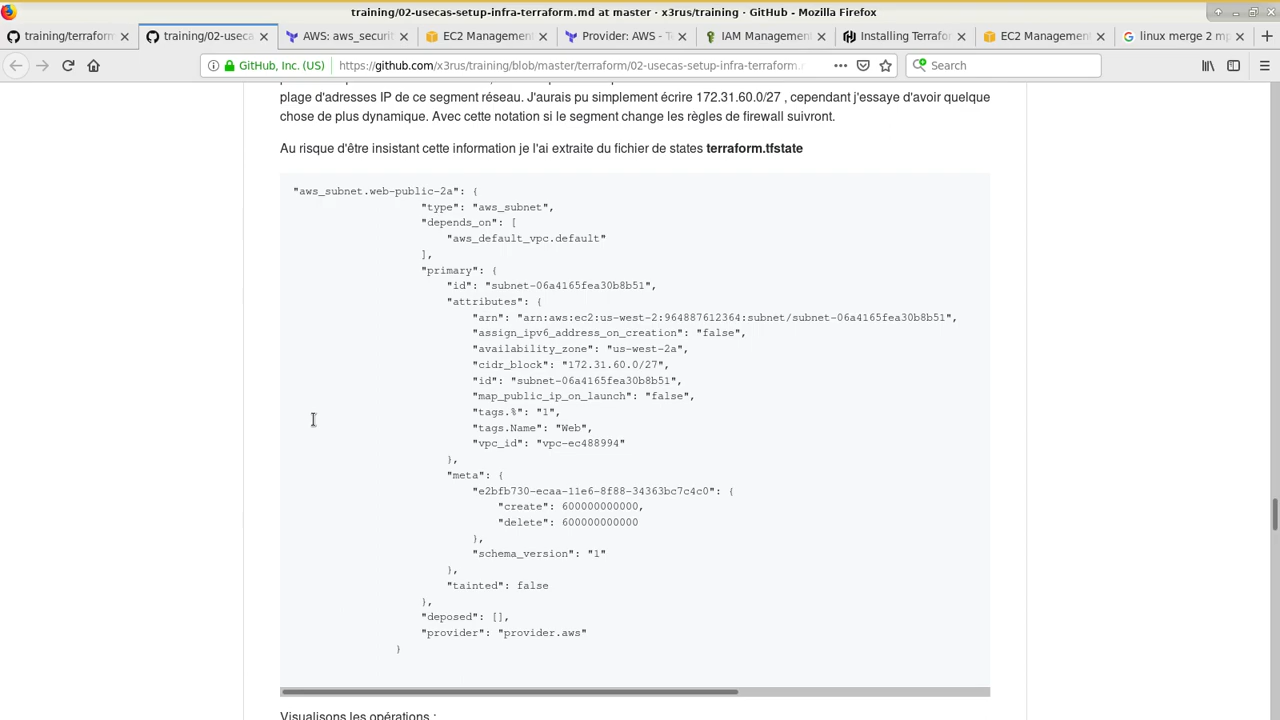 training/02-usecas-setup-infra-terraform.md at master · x3rus/training · GitHub - Mozilla Firefox
training/terraform
training/02-useca
AWS: aws_securit
EC2 Management
Provider: AWS - T
IAM Management
Installing Terrafo
EC2 Management
linux merge 2 mp
GitHub, Inc. (US)
https://github.com/x3rus/training/blob/master/terraform/02-usecas-setup-infra-terraform.
Search
plage d'adresses IP de ce segment réseau. J'aurais pu simplement écrire 172.31.60.0/27 , cependant j'essaye d'avoir quelque
chose de plus dynamique. Avec cette notation si le segment change les règles de firewall suivront.
Au risque d'être insistant cette information je l'ai extraite du fichier de states terraform.tfstate
"aws_subnet.web-public-2a": {
"type": "aws_subnet",
"depends_on": [
"aws_default_vpc.default"
],
"primary": {
"id": "subnet-06a4165fea30b8b51",
"attributes": {
"arn": "arn:aws:ec2:us-west-2:964887612364:subnet/subnet-06a4165fea30b8b51",
"assign_ipv6_address_on_creation": "false",
"availability_zone": "us-west-2a",
"cidr_block": "172.31.60.0/27",
"id": "subnet-06a4165fea30b8b51",
"map_public_ip_on_launch": "false",
"tags.%": "1",
"tags.Name": "Web",
"vpc_id": "vpc-ec488994"
},
"meta": {
"e2bfb730-ecaa-11e6-8f88-34363bc7c4c0": {
"create": 600000000000,
"delete": 600000000000
},
"schema_version": "1"
},
"tainted": false
},
"deposed": [],
"provider": "provider.aws"
}
Visualisons les opérations :